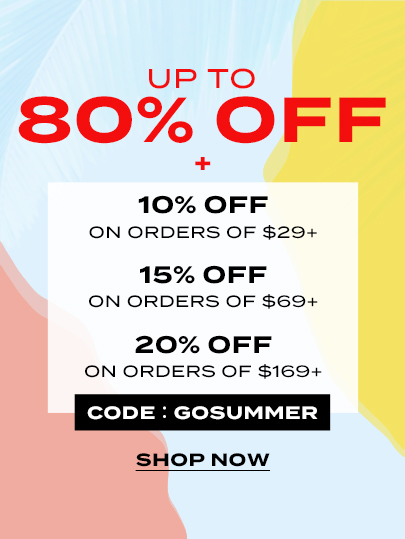 UP TO
80% OFF
+
10% OFF
ON ORDERS OF $29+
15% OFF
ON ORDERS OF $69+
20% OFF
ON ORDERS OF $169+
CODE : GOSUMMER
SHOP NOW